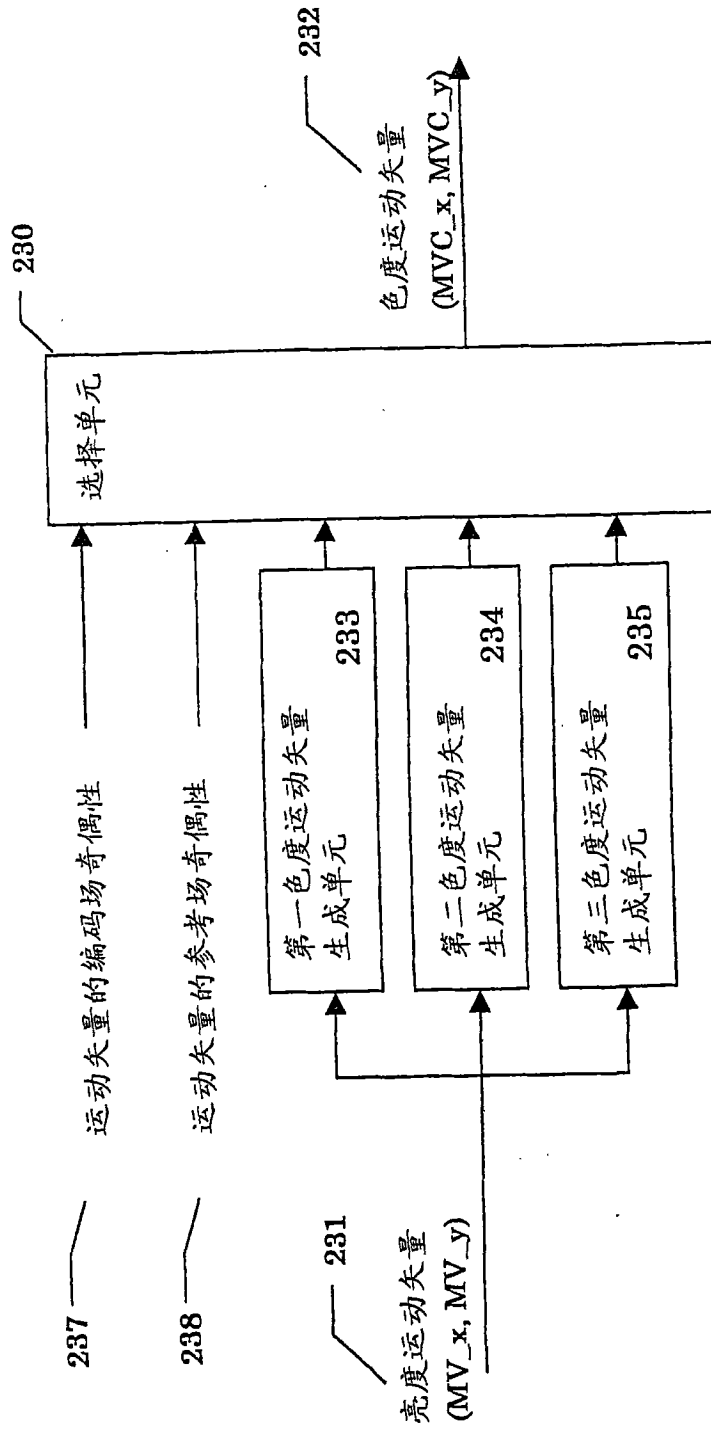 237
运动矢量的编码场奇偶性
238
运动矢量的参考场奇偶性
231
亮度运动矢量
(MV_x, MV_y)
第一色度运动矢量
生成单元
233
第二色度运动矢量
生成单元
234
第三色度运动矢量
生成单元
235
230
选择单元
232
色度运动矢量
(MVC_x, MVC_y)